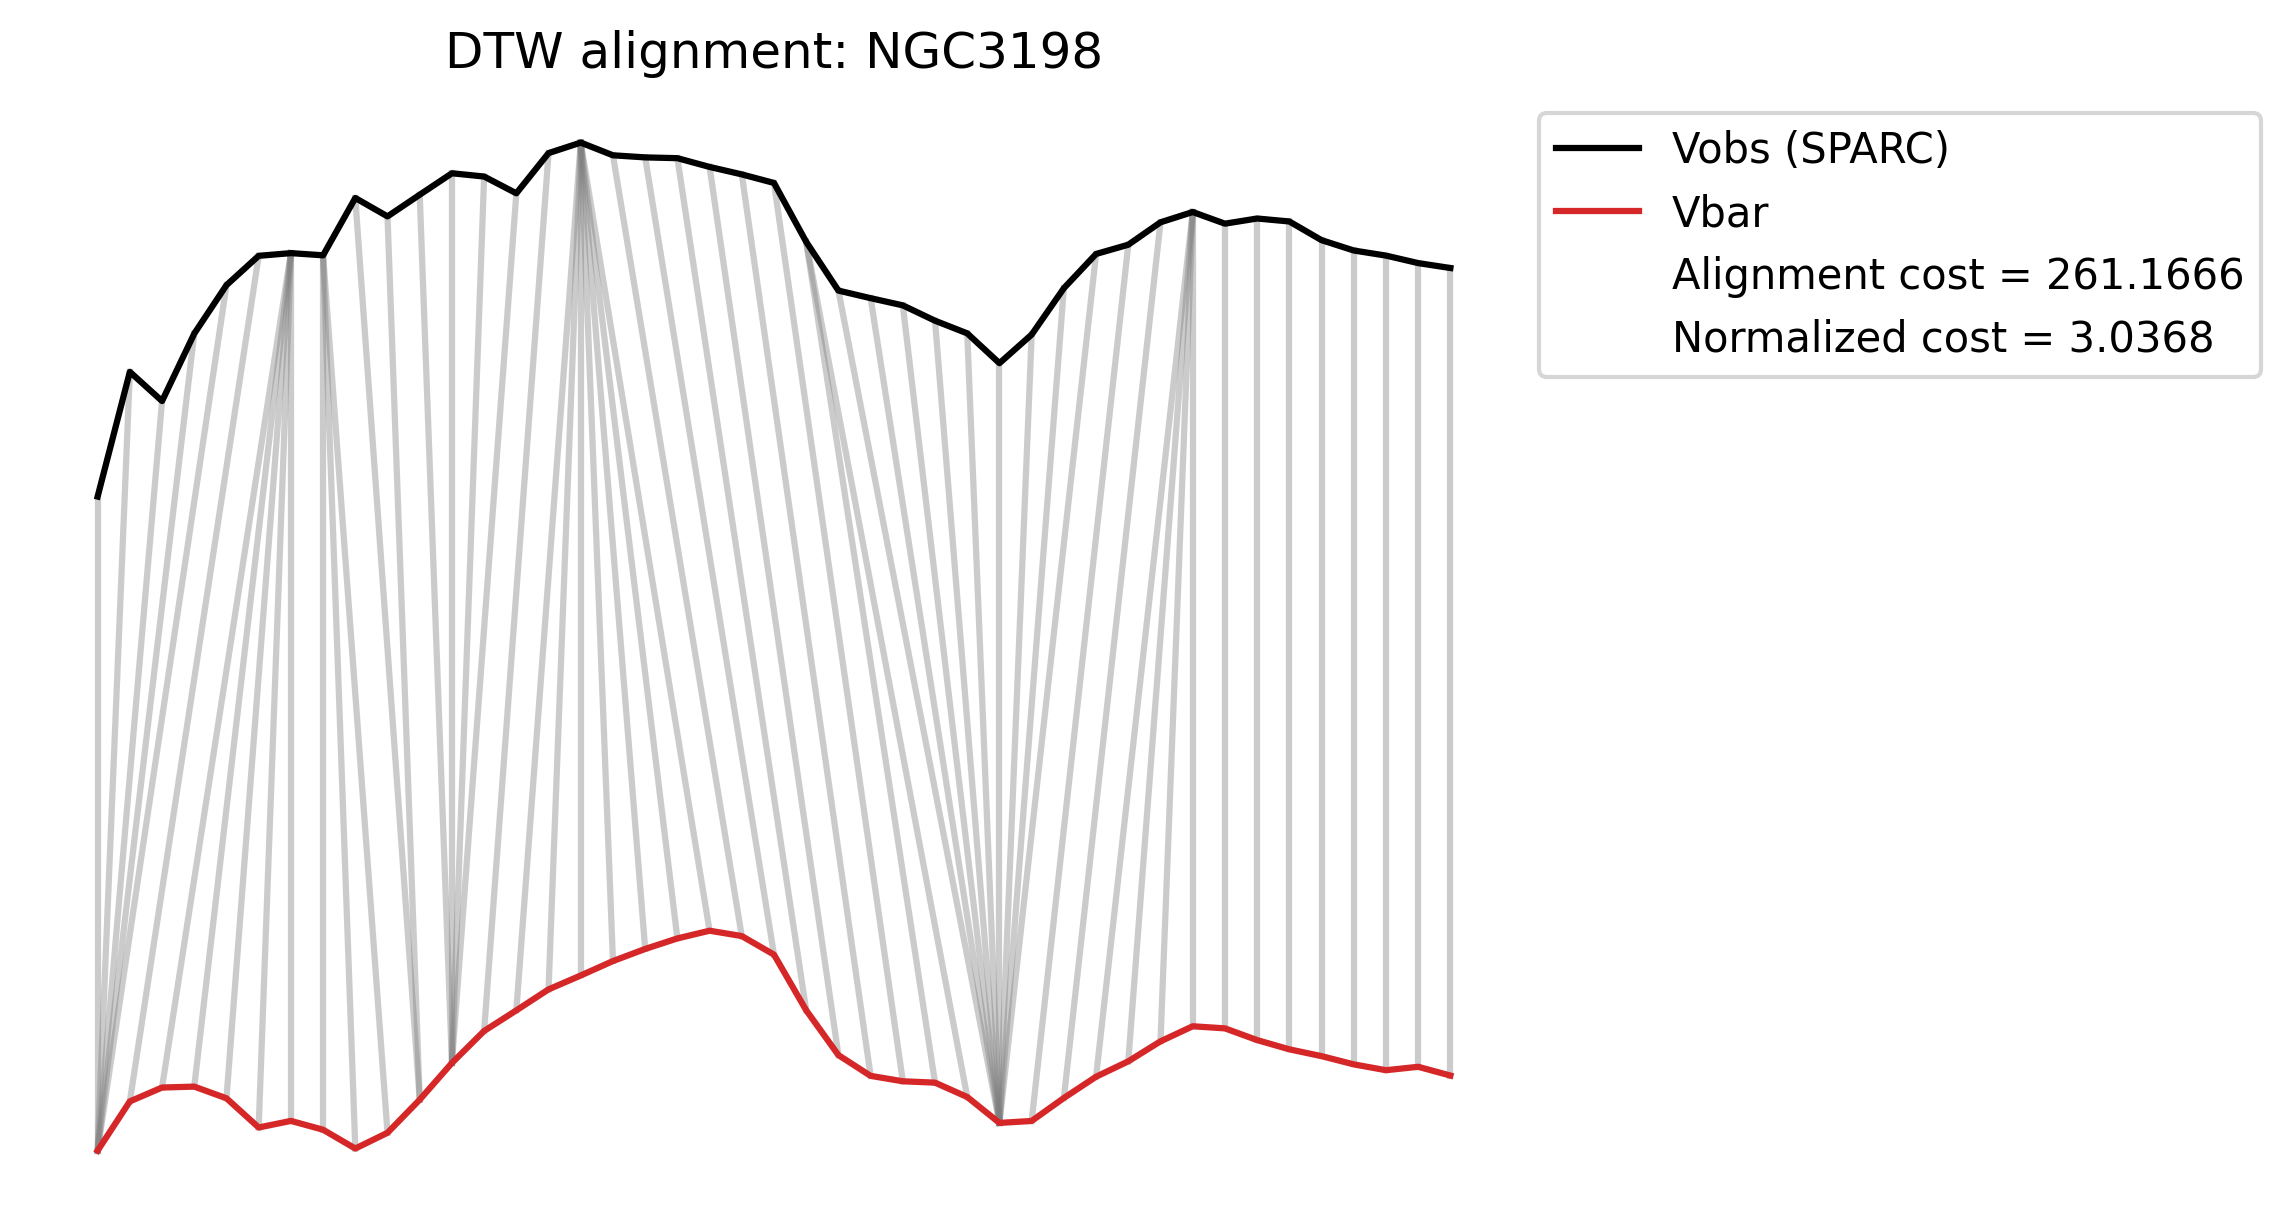 DTW alignment: NGC3198
Vobs (SPARC)
Vbar
Alignment cost = 261.1666
Normalized cost = 3.0368